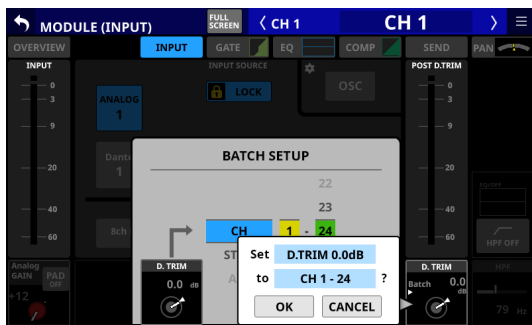 MODULE (INPUT)
FULL SCREEN
CH 1
CH 1
OVERVIEW
INPUT
GATE
EQ
COMP
SEND
PAN
INPUT
INPUT SOURCE
POST D.TRIM
0
3
9
20
40
60
ANALOG
1
LOCK
OSC
0
3
9
20
40
60
Dante
1
8ch
BATCH SETUP
22
23
CH 1 - 24
ST
A
Set D.TRIM 0.0dB
to CH 1 - 24 ?
OK CANCEL
Analog
GAIN
PAD
OFF
+12
D. TRIM
0.0 dB
D. TRIM
Batch 0.0
dB
EQ/OFF
HPF OFF
HPF
79 Hz